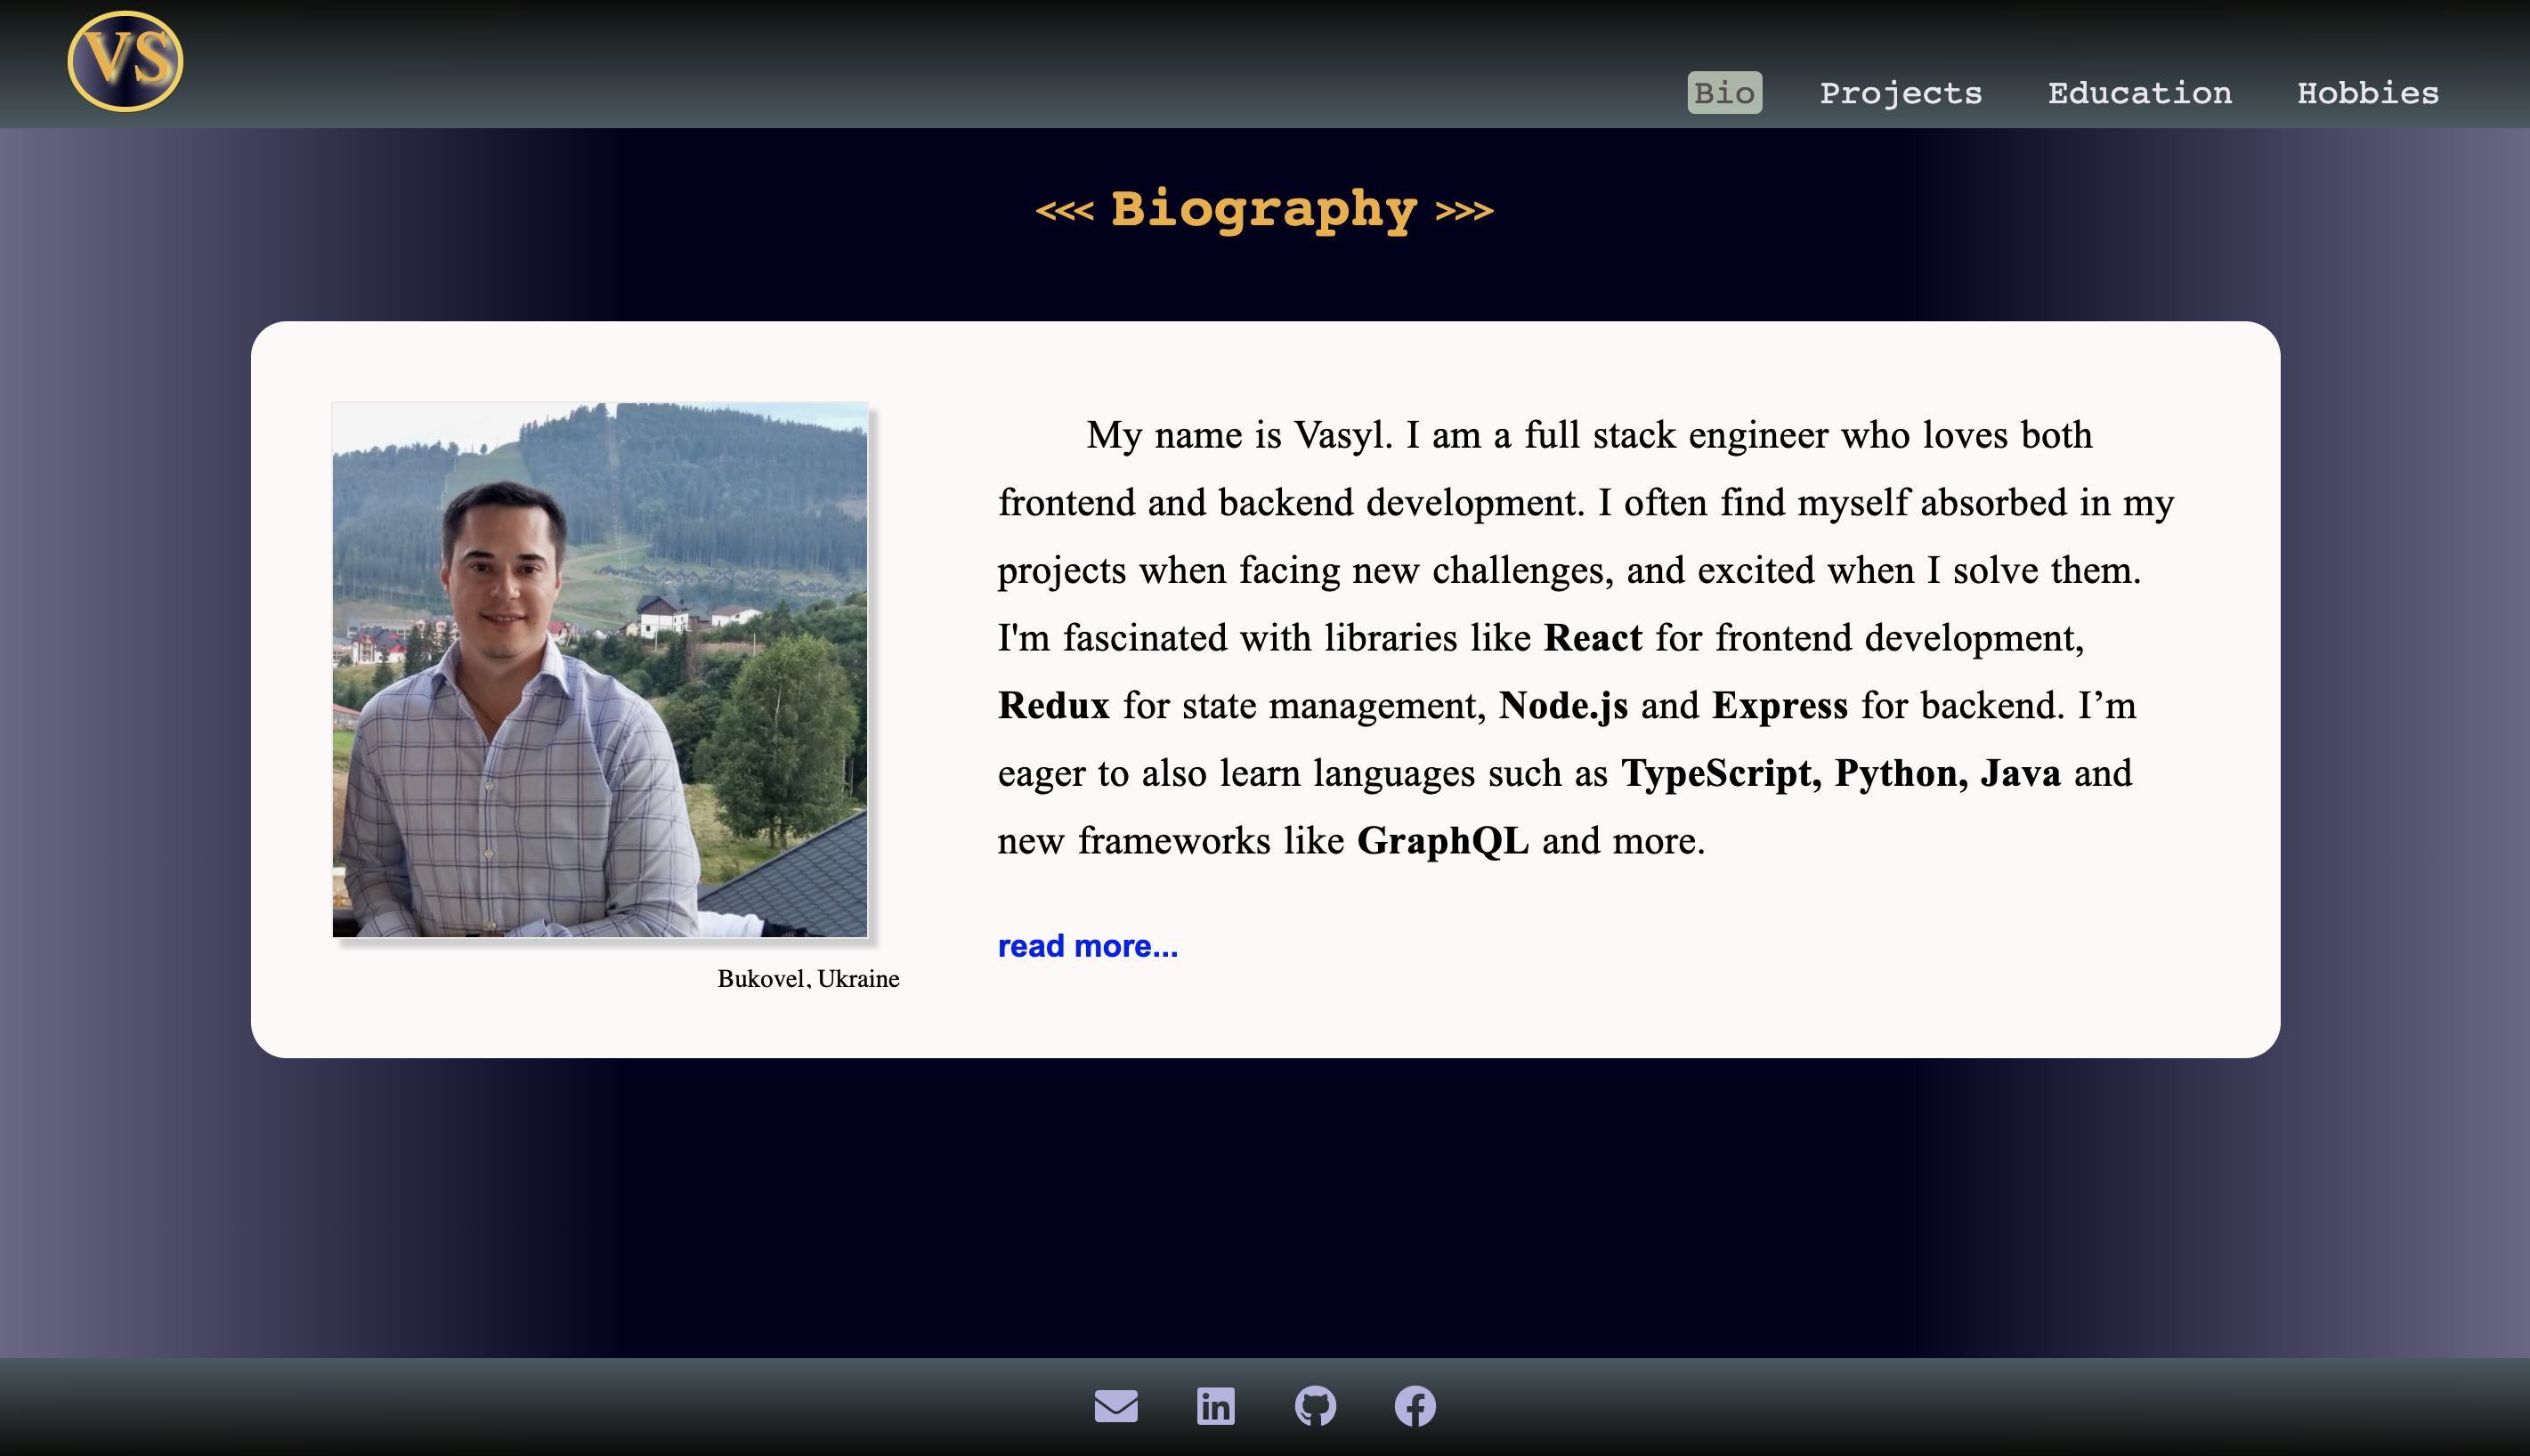 VS
Bio Projects Education Hobbies
<<< Biography >>>
My name is Vasyl. I am a full stack engineer who loves both
frontend and backend development. I often find myself absorbed in my
projects when facing new challenges, and excited when I solve them.
I'm fascinated with libraries like React for frontend development,
Redux for state management, Node.js and Express for backend. I’m
eager to also learn languages such as TypeScript, Python, Java and
new frameworks like GraphQL and more.
read more...
Bukovel, Ukraine
in